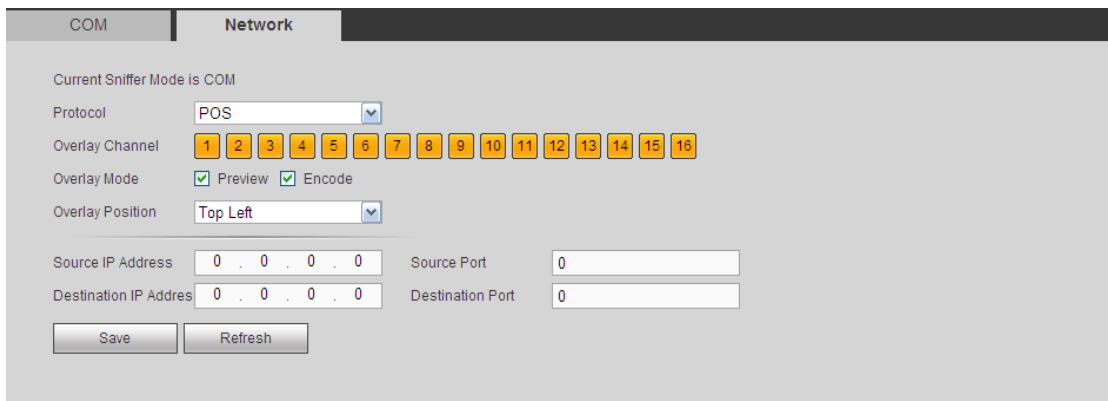 COM Network
Current Sniffer Mode is COM
Protocol POS
Overlay Channel 1 2 3 4 5 6 7 8 9 10 11 12 13 14 15 16
Overlay Mode Preview Encode
Overlay Position Top Left
Source IP Address 0 . 0 . 0 . 0 Source Port 0
Destination IP Addres 0 . 0 . 0 . 0 Destination Port 0
Save Refresh